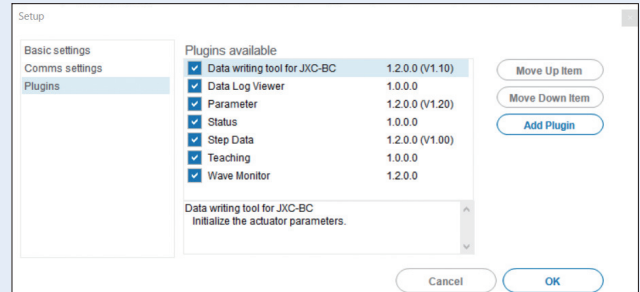 Setup
x
Basic settings
Comms settings
Plugins
Plugins available
Data writing tool for JXC-BC 1.2.0.0 (V1.10)
Data Log Viewer 1.0.0.0
Parameter 1.2.0.0 (V1.20)
Status 1.0.0.0
Step Data 1.2.0.0 (V1.00)
Teaching 1.0.0.0
Wave Monitor 1.2.0.0
Data writing tool for JXC-BC
Initialize the actuator parameters.
Move Up Item
Move Down Item
Add Plugin
Cancel
OK